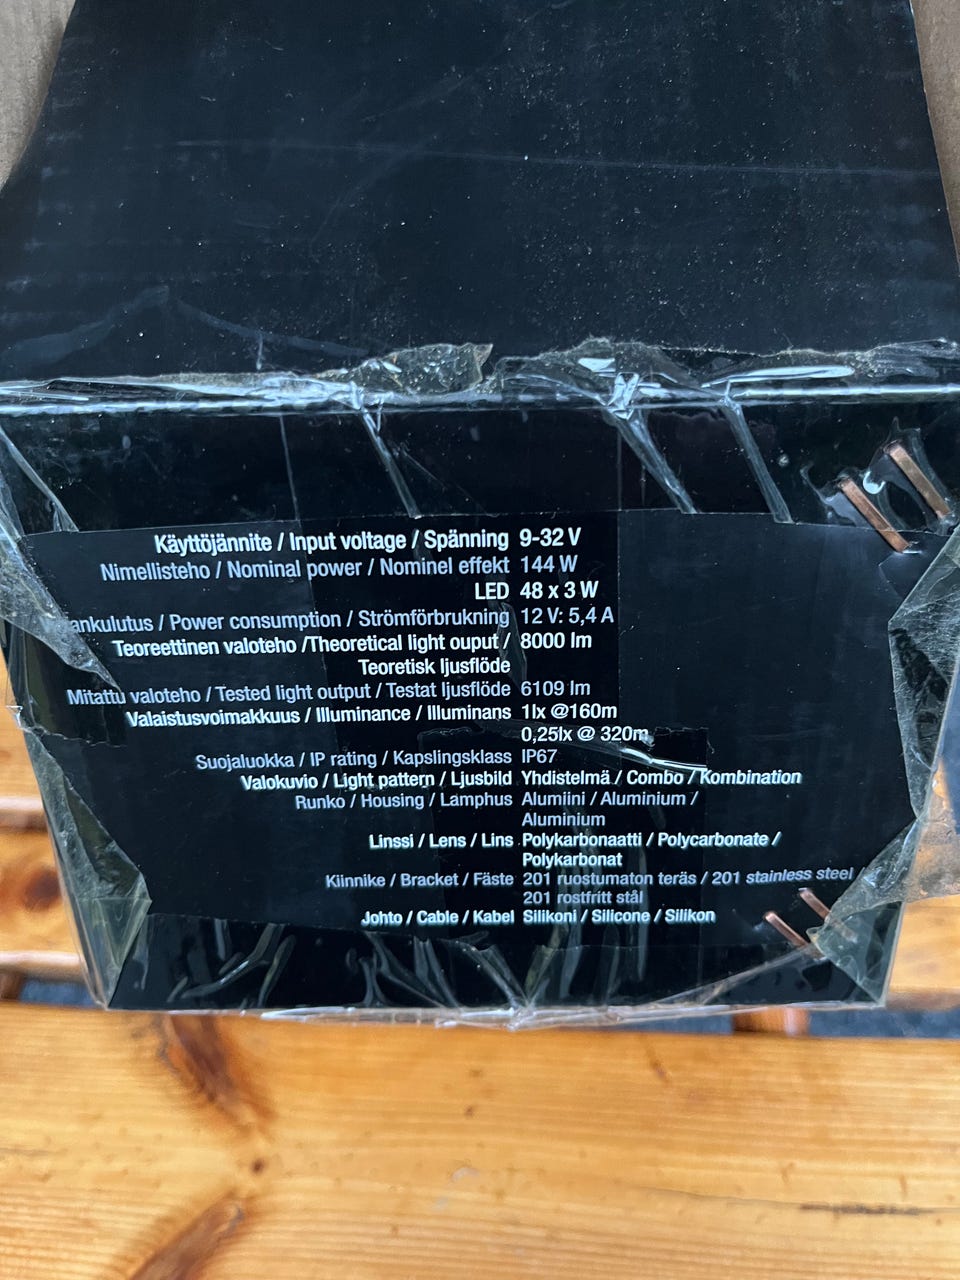 Käyttöjännite / Input voltage / Spänning 9-32 V
Nimellisteho / Nominal power / Nominel effekt 144 W
LED 48 x 3 W
ankulutus / Power consumption / Strömförbrukning 12 V: 5,4 A
Teoreettinen valoteho /Theoretical light ouput / 8000 lm
Teoretisk ljusflöde
Mitattu valoteho / Tested light output / Testat ljusflöde 6109 lm
Valaistusvoimakkuus / Illuminance / Illuminans 1lx @160m
0,25lx @ 320m
Suojaluokka / IP rating / Kapslingsklass IP67
Valokuvio / Light pattern / Ljusbild Yhdistelmä / Combo / Kombination
Runko / Housing / Lamphus Alumiini / Aluminium /
Aluminium
Linssi / Lens / Lins Polykarbonaatti / Polycarbonate /
Polykarbonat
Kiinnike / Bracket / Fäste 201 ruostumaton teräs / 201 stainless steel /
201 rostfritt stål
Johto / Cable / Kabel Silikoni / Silicone / Silikon